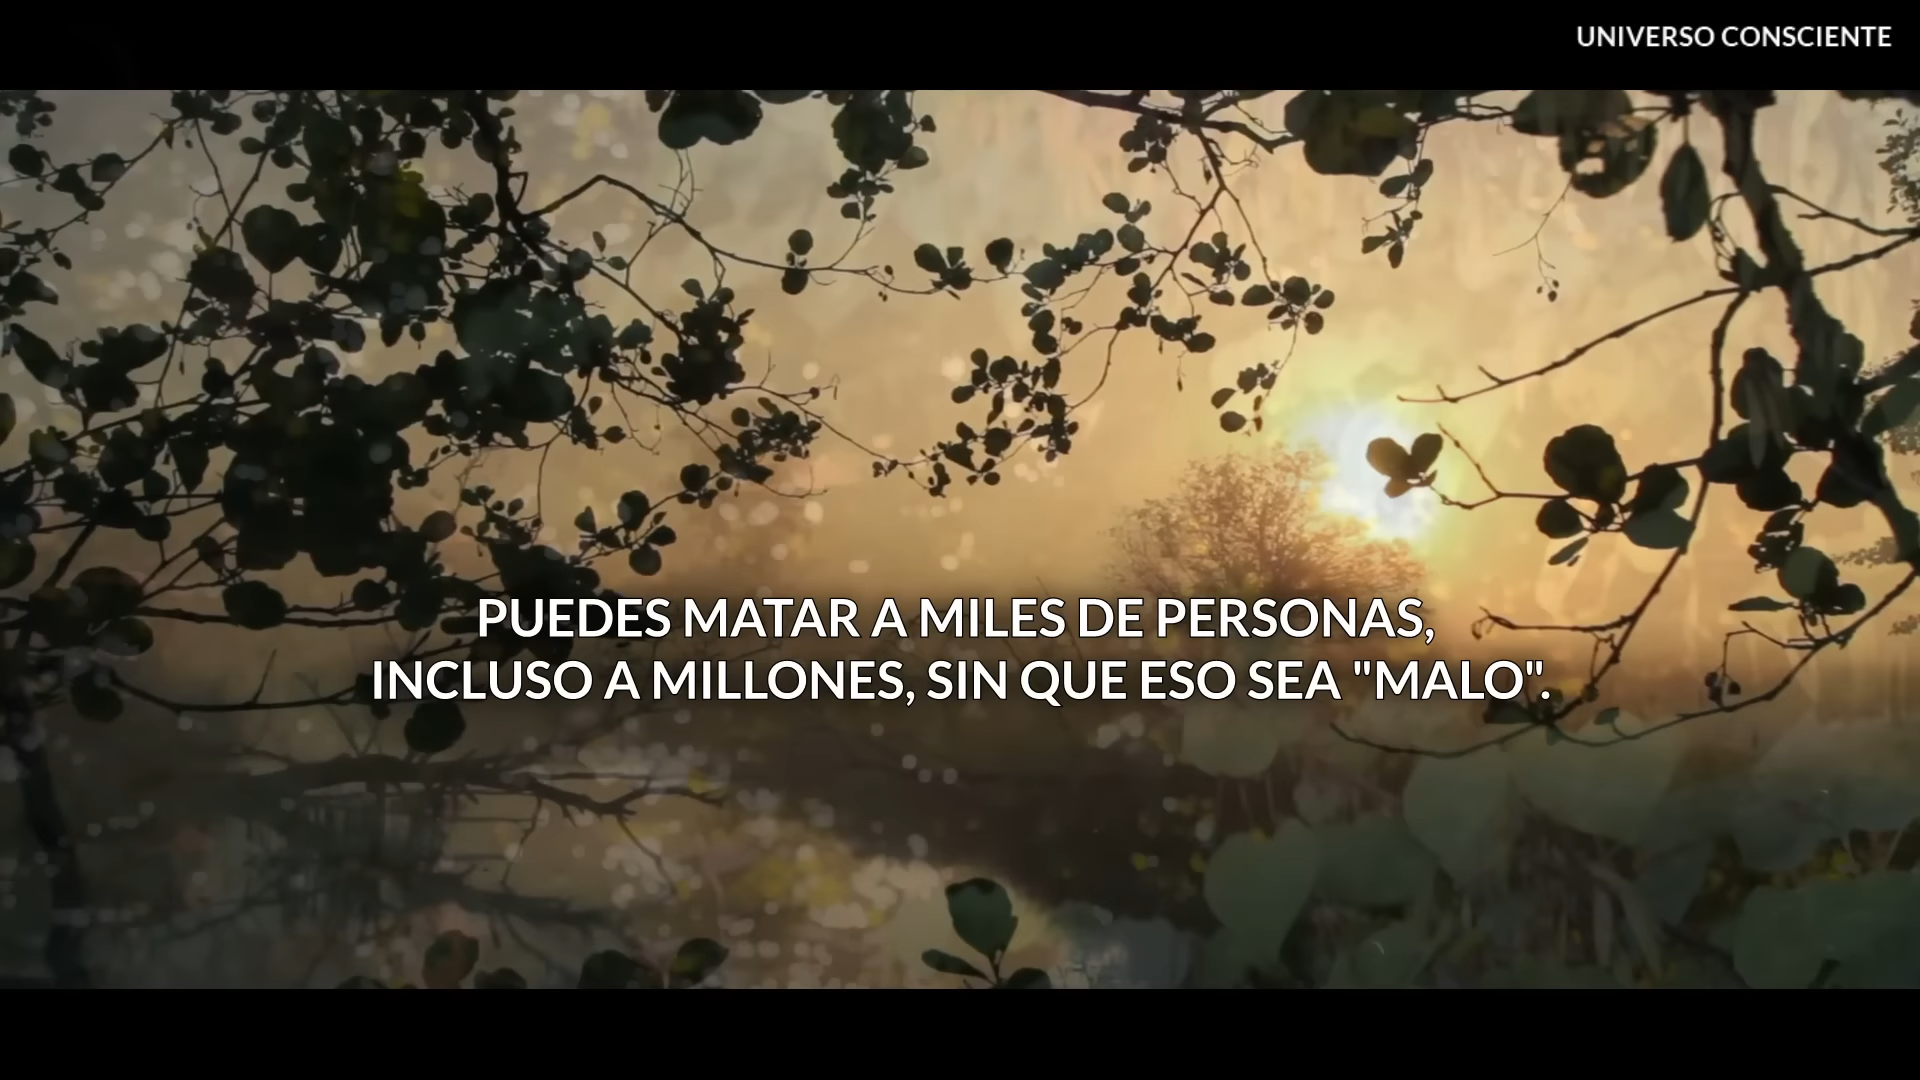 UNIVERSO CONSCIENTE
PUEDES MATAR A MILES DE PERSONAS,
INCLUSO A MILLONES, SIN QUE ESO SEA "MALO".